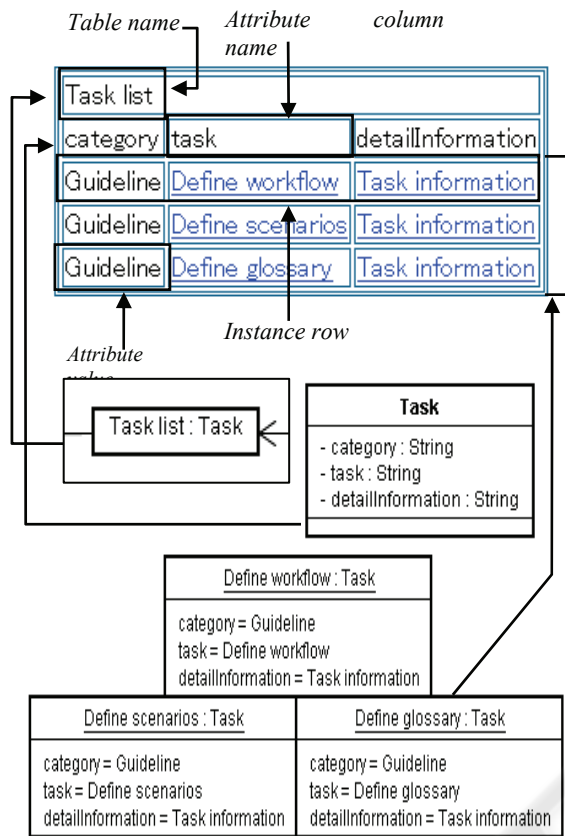 Table name
Attribute
name
column
Task list
category task detailInformation
Guideline Define workflow Task information
Guideline Define scenarios Task information
Guideline Define glossary Task information
Attribute
value
Instance row
Task list : Task
Task
- category : String
- task : String
- detailInformation : String
Define workflow : Task
category = Guideline
task = Define workflow
detailInformation = Task information
Define scenarios : Task
category = Guideline
task = Define scenarios
detailInformation = Task information
Define glossary : Task
category = Guideline
task = Define glossary
detailInformation = Task information